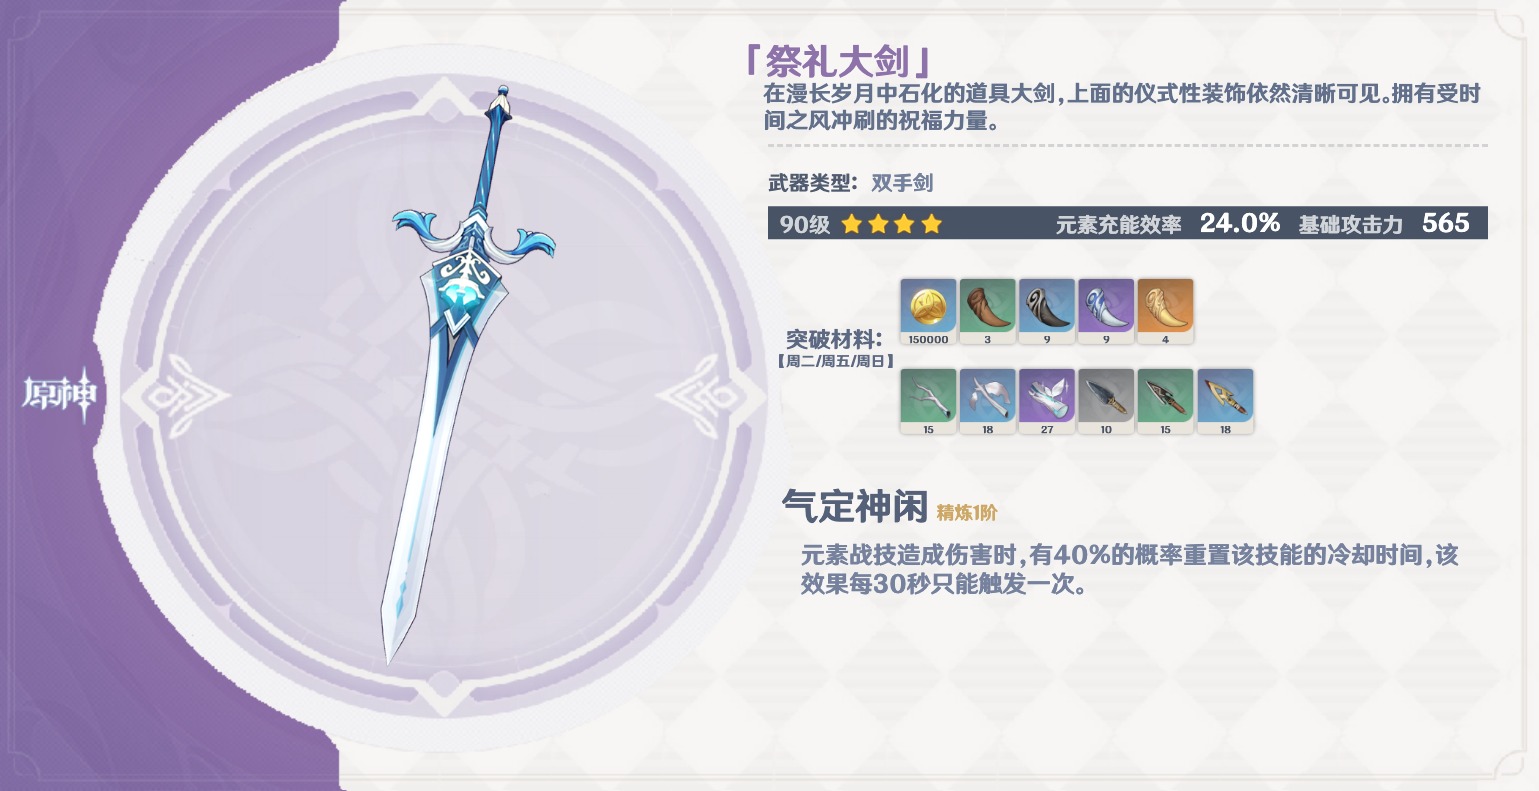 「祭礼大剑」
在漫长岁月中石化的道具大剑,上面的仪式性装饰依然清晰可见。拥有受时
间之风冲刷的祝福力量。
武器类型: 双手剑
90级 元素充能效率 24.0% 基础攻击力 565
突破材料:
【周二/周五/周日】
150000 3 9 9 4
15 18 27 10 15 18
原神
气定神闲 精炼1阶
元素战技造成伤害时,有40%的概率重置该技能的冷却时间,该
效果每30秒只能触发一次。